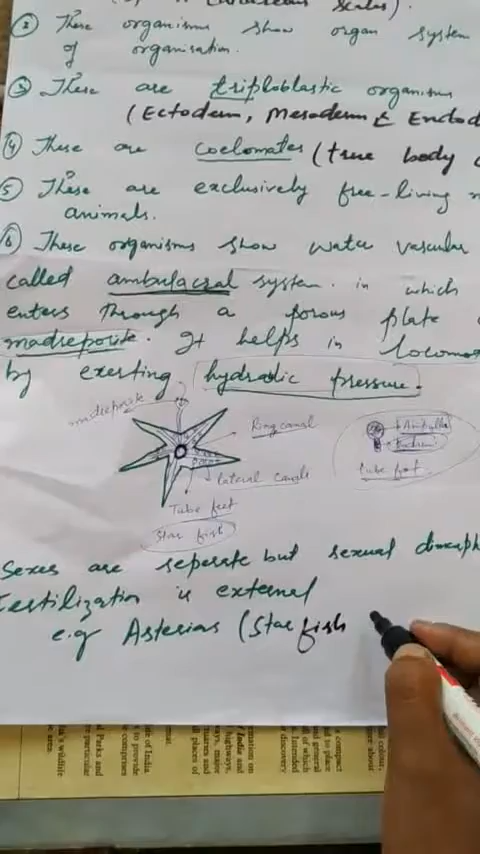 ② These organisms show organ system
of organisation.
③ These are triploblastic organisms
(Ectoderm, Mesoderm & Endod
④ These are coelomates (true body
⑤ These are exclusively free-living
animals.
⑥ These organisms show water vascular
called ambulacral system. in which
enters through a porous plate
madreporite. It helps in locomo
by exerting hydraulic pressure.
madreporite
Ring canal
Ampulla
lateral canals
tube feet
Tube feet
Star fish
Sexes are seperate but sexual dimorph
Fertilization is external
e.g Asterias (Star fish